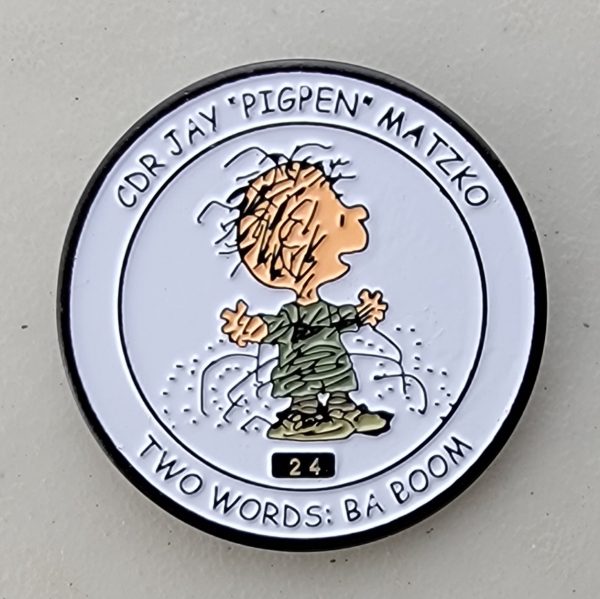 CDR JAY "PIGPEN" MATZKO
24
TWO WORDS: BA BOOM